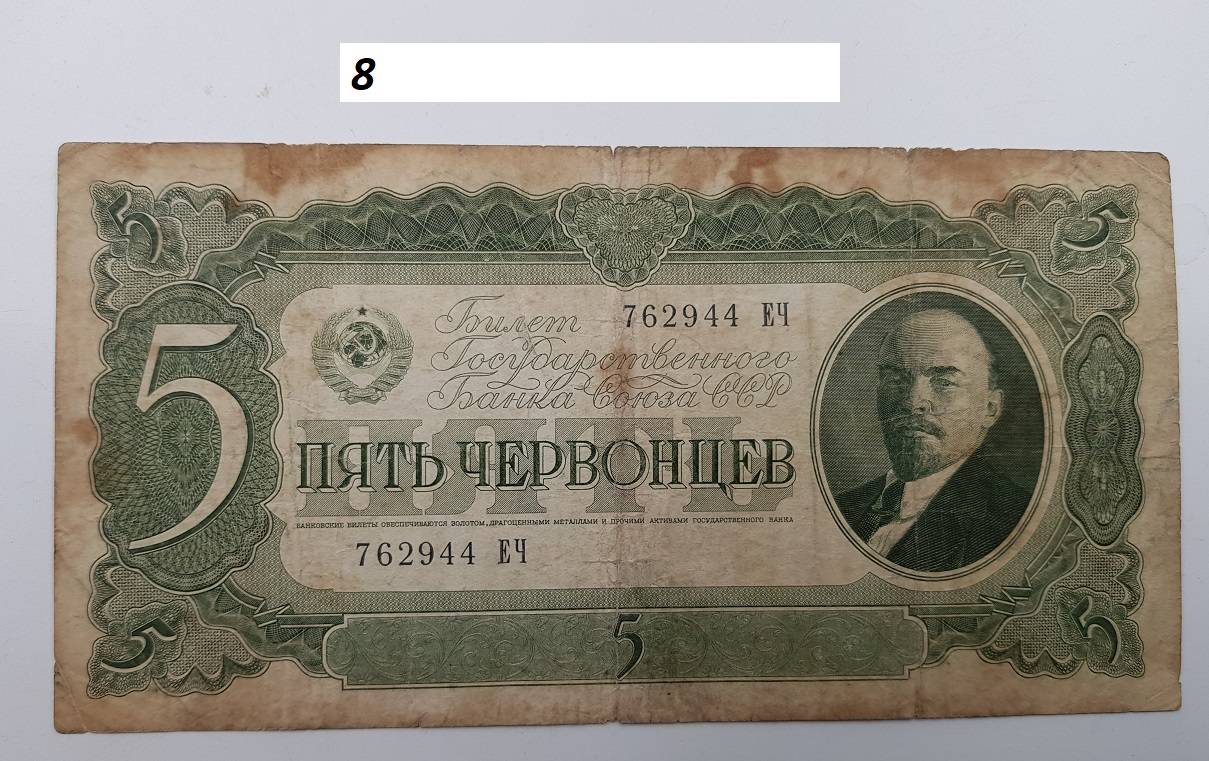 8
5 5
Билет 762944 ЕЧ
Государственного
Банка Союза ССР
5
ПЯТЬ
ПЯТЬ ЧЕРВОНЦЕВ
БАНКОВСКИЕ БИЛЕТЫ ОБЕСПЕЧИВАЮТСЯ ЗОЛОТОМ, ДРАГОЦЕННЫМИ МЕТАЛЛАМИ И ПРОЧИМИ АКТИВАМИ ГОСУДАРСТВЕННОГО БАНКА
762944 ЕЧ
5 5 5